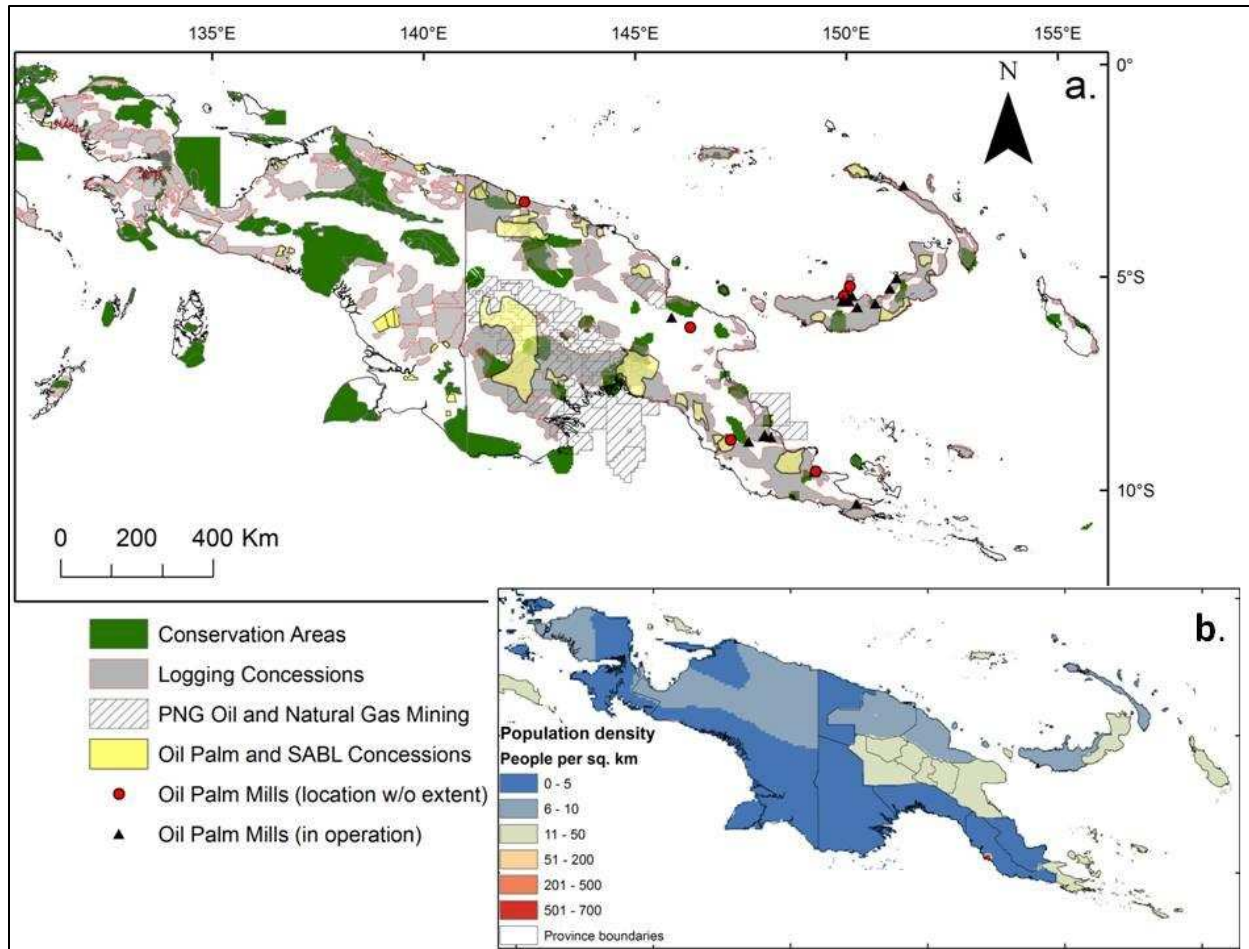 135°E 140°E 145°E 150°E 155°E
0°
N
a.
5°S
10°S
0 200 400 Km
Conservation Areas
Logging Concessions
PNG Oil and Natural Gas Mining
Oil Palm and SABL Concessions
Oil Palm Mills (location w/o extent)
Oil Palm Mills (in operation)
b.
Population density
People per sq. km
0 - 5
6 - 10
11 - 50
51 - 200
201 - 500
501 - 700
Province boundaries